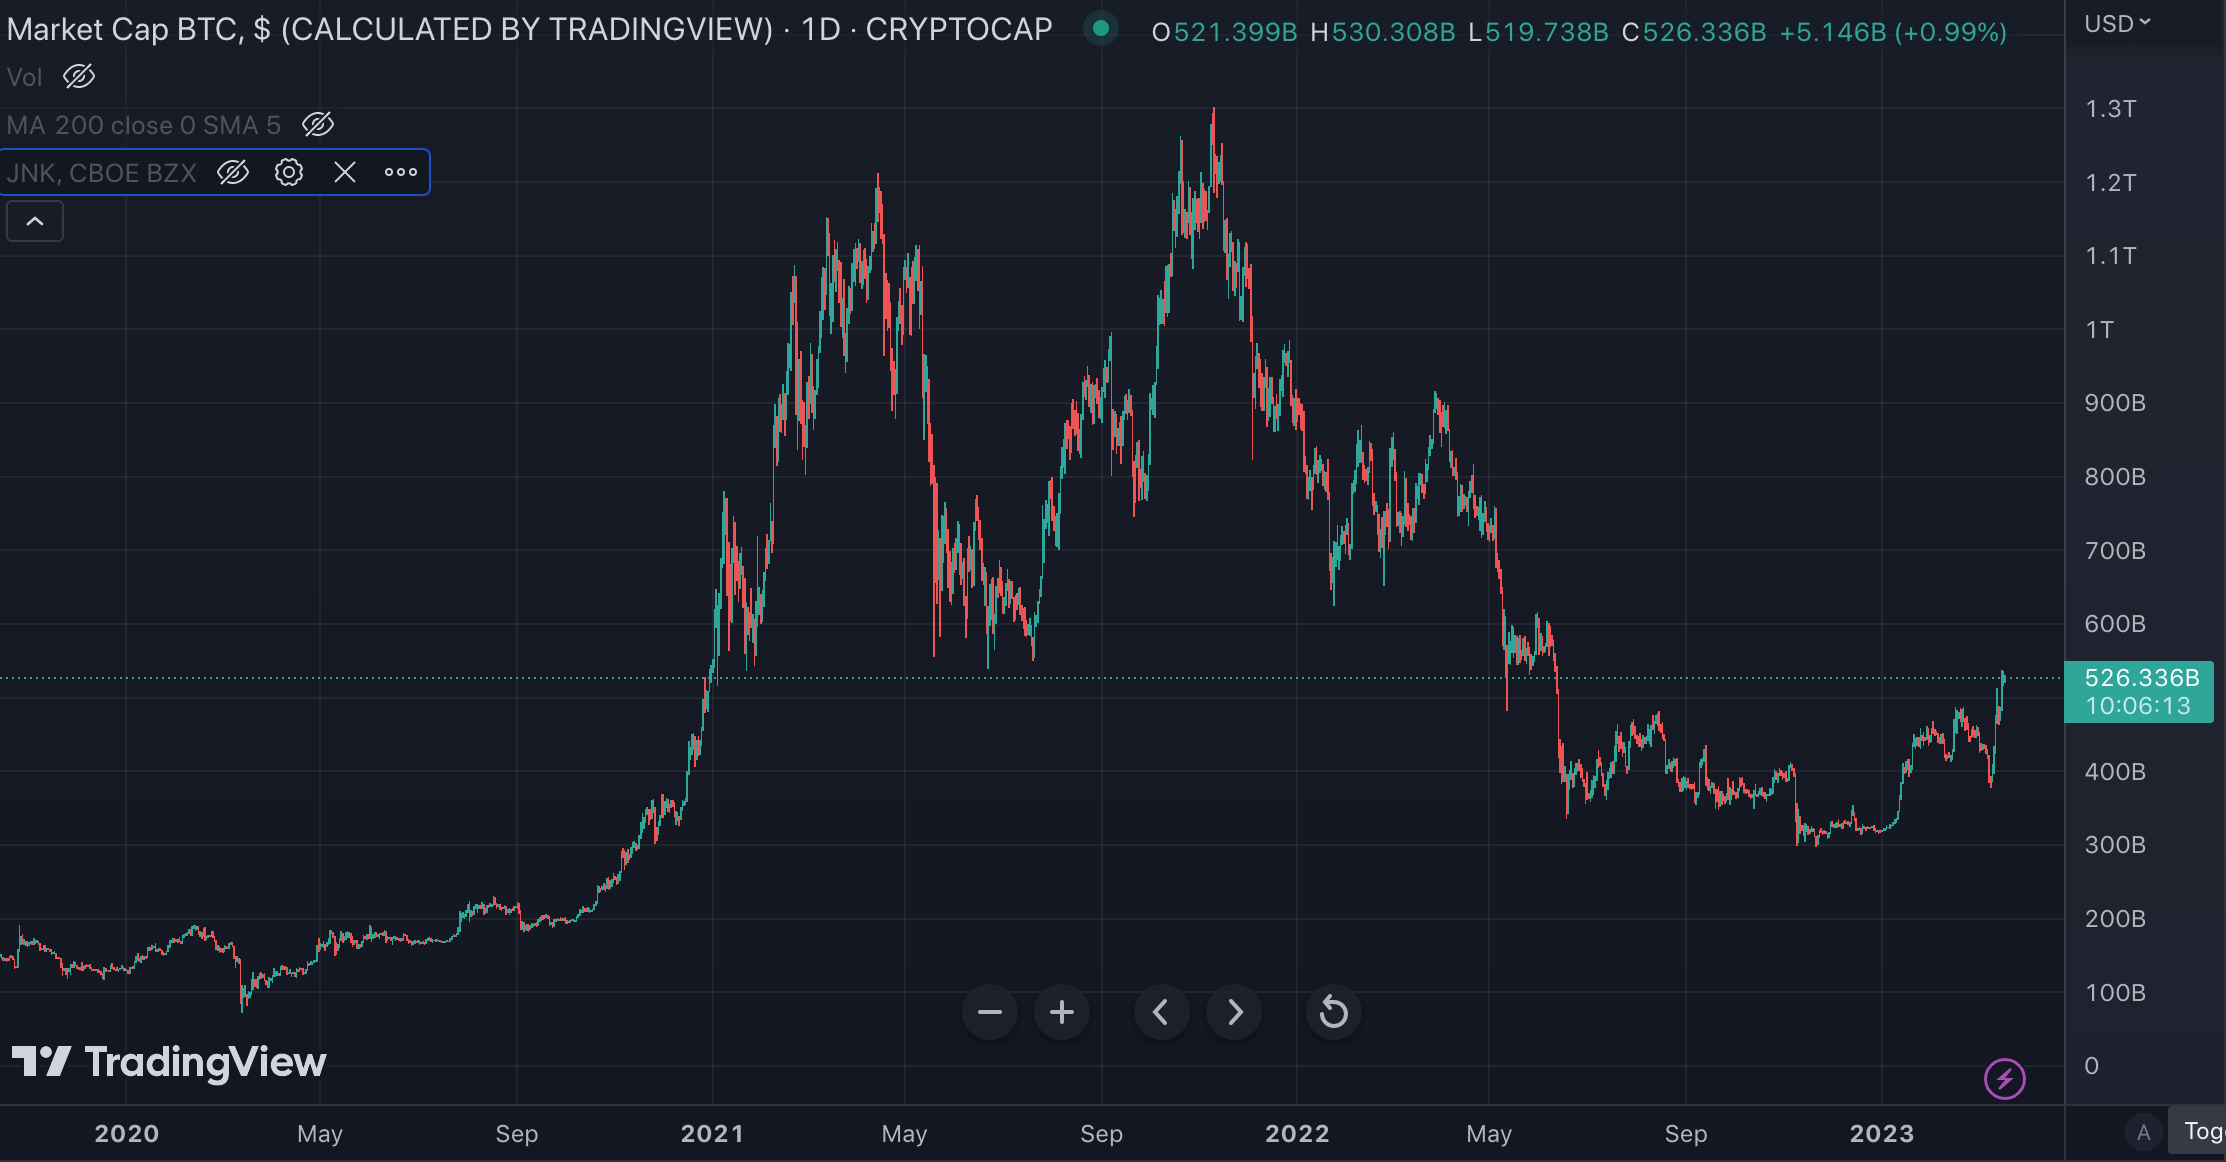 Market Cap BTC, $ (CALCULATED BY TRADINGVIEW) · 1D · CRYPTOCAP O521.399B H530.308B L519.738B C526.336B +5.146B (+0.99%) USD
Vol
MA 200 close 0 SMA 5
JNK, CBOE BZX
1.3T
1.2T
1.1T
1T
900B
800B
700B
600B
526.336B
10:06:13
400B
300B
200B
100B
0
TradingView
2020 May Sep 2021 May Sep 2022 May Sep 2023
A Tog